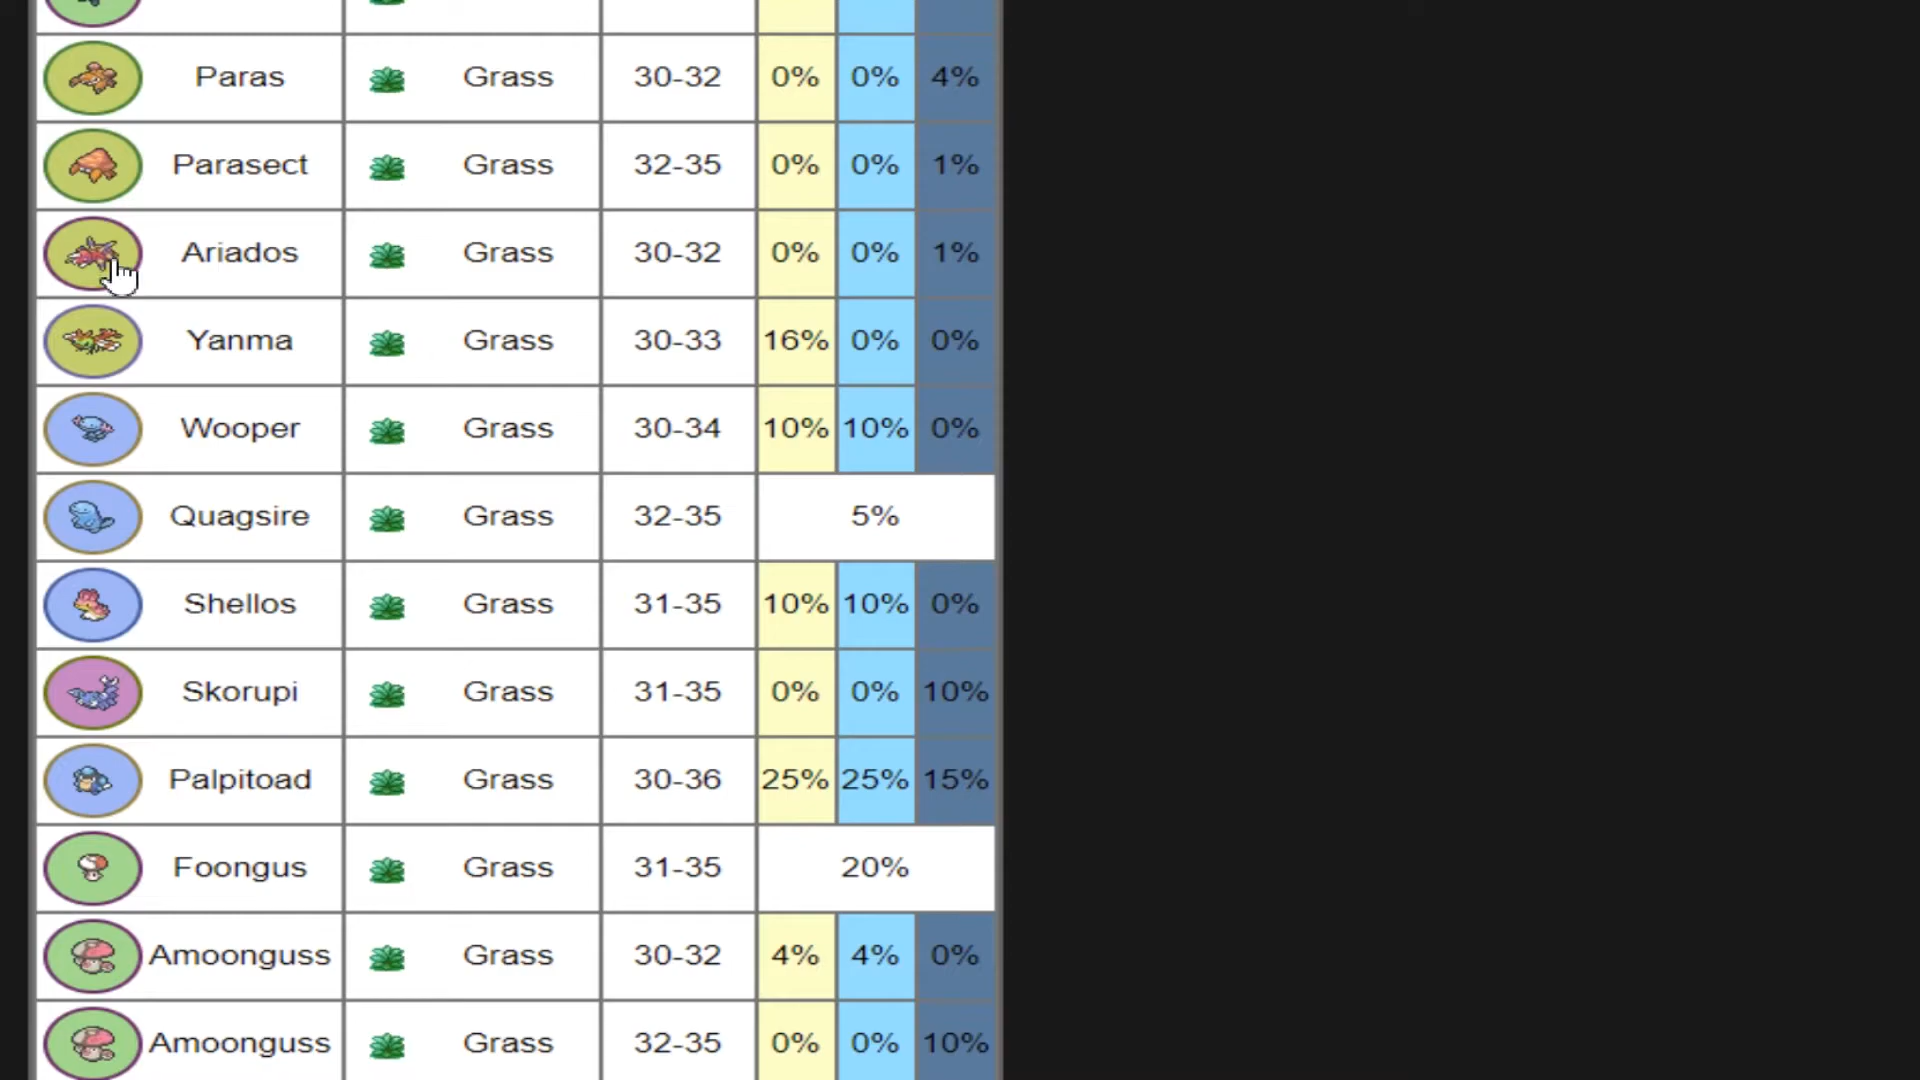 Paras Grass 30-32 0% 0% 4%
Parasect Grass 32-35 0% 0% 1%
Ariados Grass 30-32 0% 0% 1%
Yanma Grass 30-33 16% 0% 0%
Wooper Grass 30-34 10% 10% 0%
Quagsire Grass 32-35 5%
Shellos Grass 31-35 10% 10% 0%
Skorupi Grass 31-35 0% 0% 10%
Palpitoad Grass 30-36 25% 25% 15%
Foongus Grass 31-35 20%
Amoonguss Grass 30-32 4% 4% 0%
Amoonguss Grass 32-35 0% 0% 10%